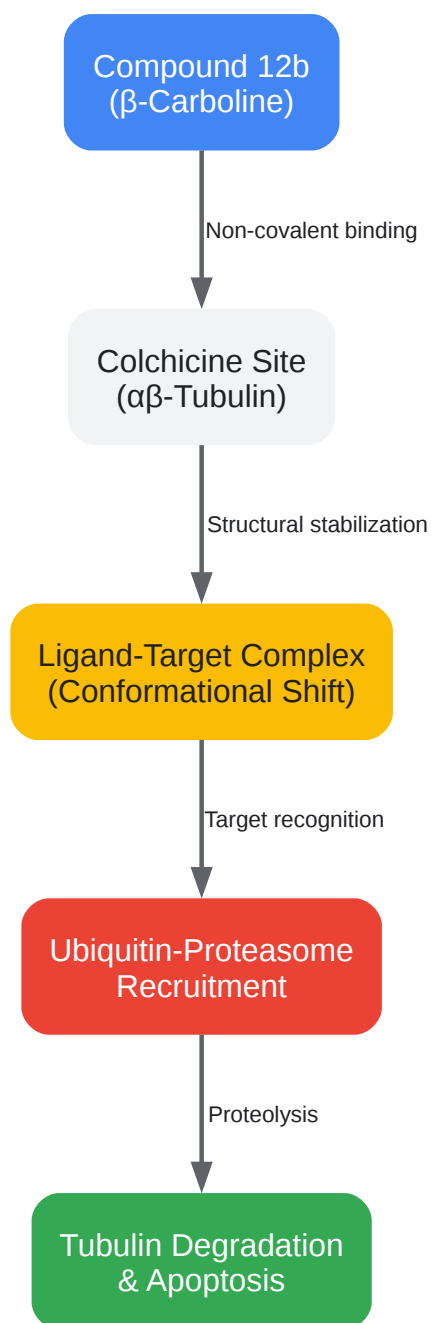 Compound 12b
(β-Carboline)
Non-covalent binding
Colchicine Site
(αβ-Tubulin)
Structural stabilization
Ligand-Target Complex
(Conformational Shift)
Target recognition
Ubiquitin-Proteasome
Recruitment
Proteolysis
Tubulin Degradation
& Apoptosis